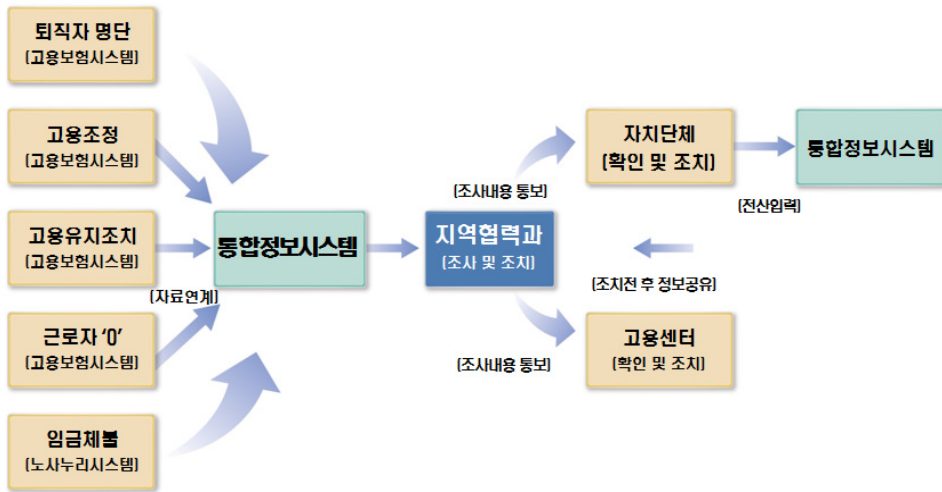 퇴직자 명단
(고용보험시스템)
고용조정
(고용보험시스템)
고용유지조치
(고용보험시스템)
근로자 ‘0’
(고용보험시스템)
임금체불
(노사누리시스템)
(자료연계)
통합정보시스템
지역협력과
(조사 및 조치)
(조사내용 통보)
(조사내용 통보)
자치단체
(확인 및 조치)
(전산입력)
통합정보시스템
(조치전 후 정보공유)
고용센터
(확인 및 조치)